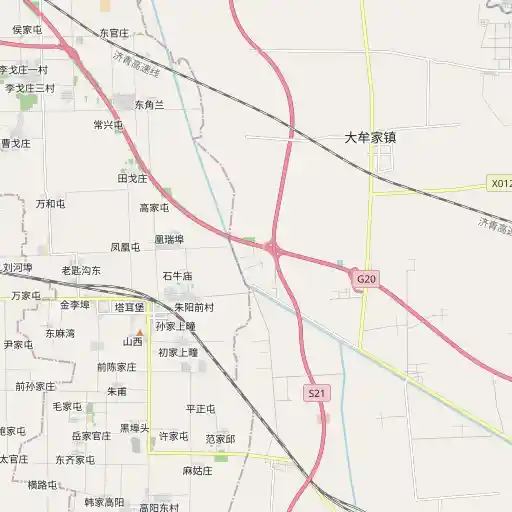 侯家屯
东官庄
济青高速线
李戈庄一村
李戈庄三村
东角兰
常兴屯
大牟家镇
曹戈庄
田戈庄
X012
万和屯
高家屯
济青高速
凤凰屯
凰瑞埠
刘河埠
老匙沟东
石牛庙
G20
万家屯
金李埠
塔耳堡
朱阳前村
孙家上疃
东麻湾
山西
尹家屯
初家上疃
前陈家庄
前孙家庄
朱甫
S21
毛家屯
平正屯
鲍家屯
岳家官庄
黑埠头
许家屯
范家邱
太官庄
东齐家屯
麻姑庄
横路屯
韩家高阳
高阳东村